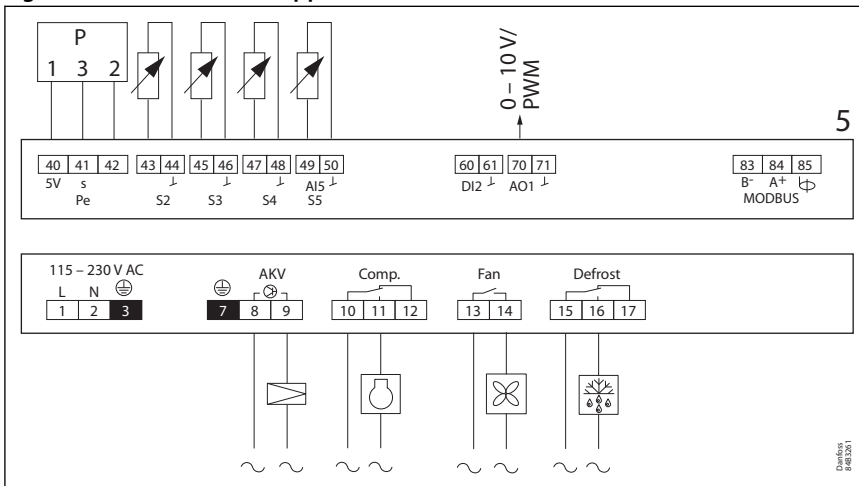 P
1 3 2
0 – 10 V/
PWM
5
40 41 42 43 44 45 46 47 48 49 50 60 61 70 71 83 84 85
5V s AI5 DI2 AO1 B- A+
Pe S2 S3 S4 S5 MODBUS
115 – 230 V AC AKV Comp. Fan Defrost
L N
1 2 3 7 8 9 10 11 12 13 14 15 16 17
Danfoss
84B3261